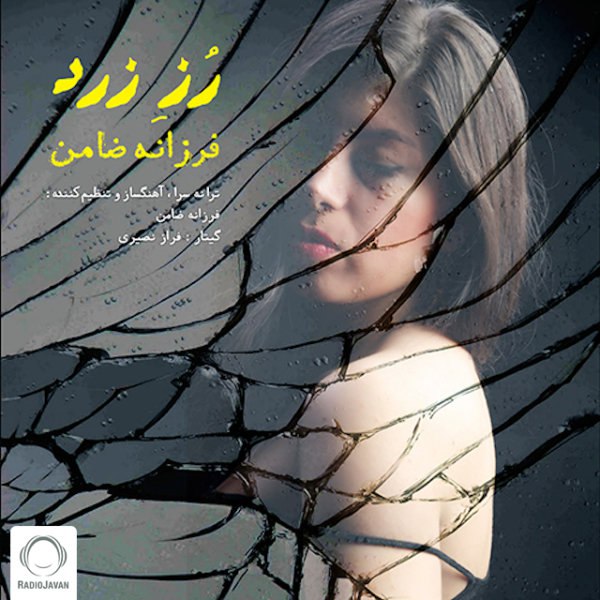 رُزِ زرد
فرزانه ضامن
ترانه سرا ، آهنگساز و تنظیم کننده :
فرزانه ضامن
گیتار : فراز نصیری
RADIOJAVAN